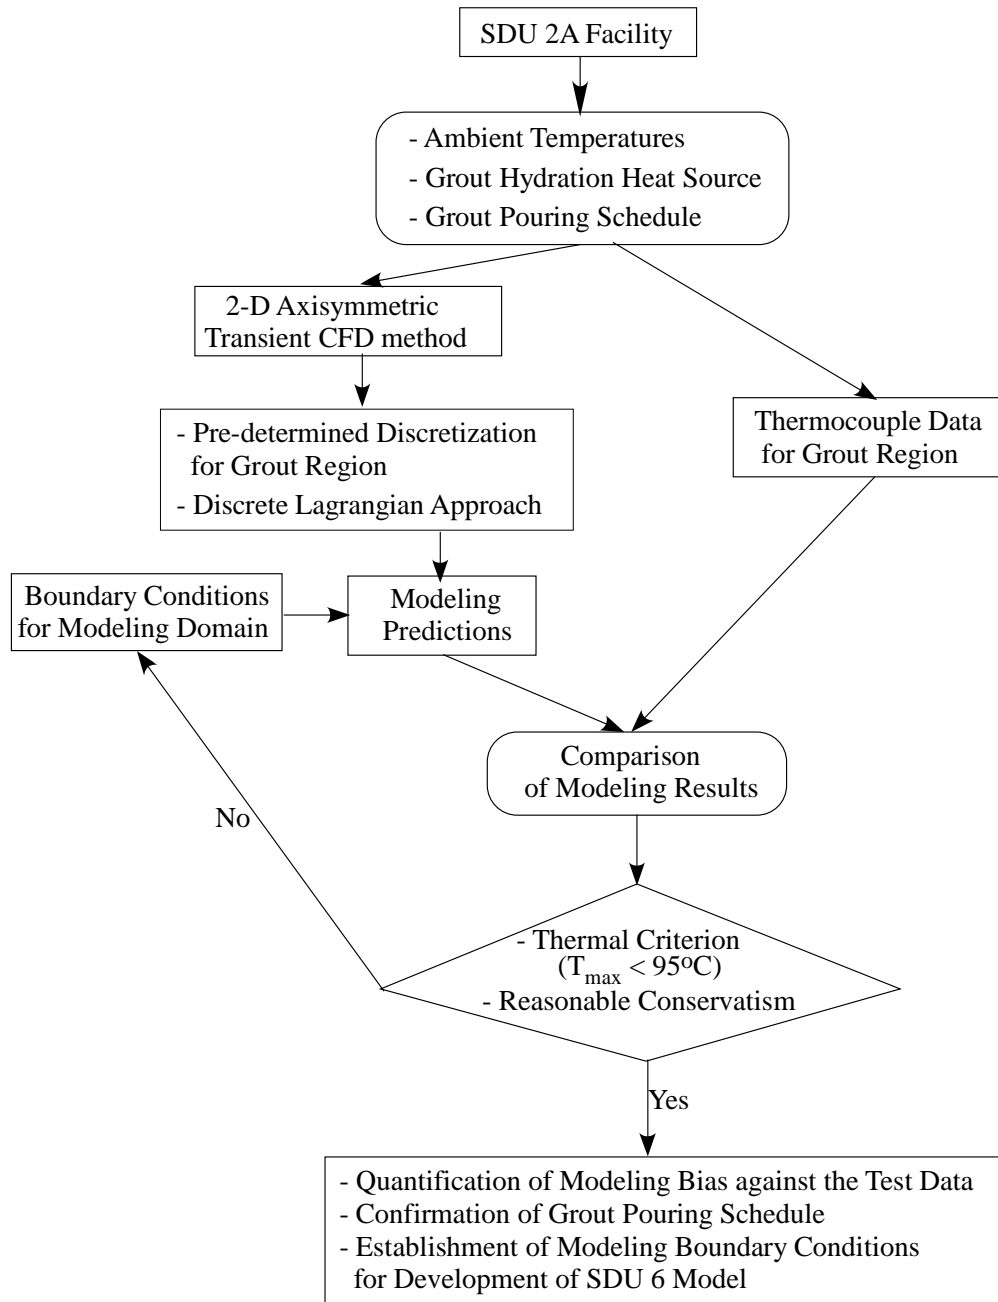 SDU 2A Facility
- Ambient Temperatures
- Grout Hydration Heat Source
- Grout Pouring Schedule
2-D Axisymmetric
Transient CFD method
- Pre-determined Discretization
for Grout Region
- Discrete Lagrangian Approach
Thermocouple Data
for Grout Region
Boundary Conditions
for Modeling Domain
Modeling
Predictions
Comparison
of Modeling Results
No
- Thermal Criterion
(Tmax < 95oC)
- Reasonable Conservatism
Yes
- Quantification of Modeling Bias against the Test Data
- Confirmation of Grout Pouring Schedule
- Establishment of Modeling Boundary Conditions
for Development of SDU 6 Model